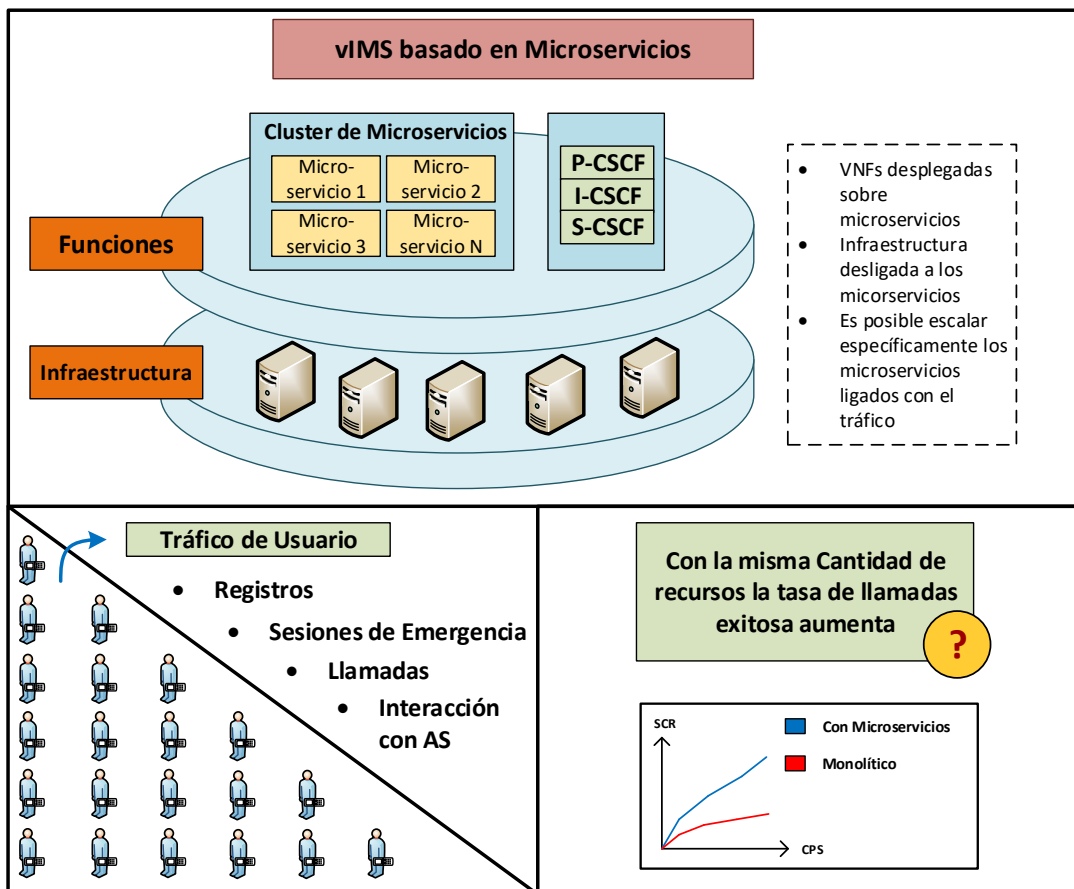 vIMS basado en Microservicios
Cluster de Microservicios
Micro-
servicio 1
Micro-
servicio 2
Micro-
servicio 3
Micro-
servicio N
P-CSCF
I-CSCF
S-CSCF
Funciones
Infraestructura
• VNFs desplegadas
sobre
microservicios
• Infraestructura
desligada a los
micorservicios
• Es posible escalar
específicamente los
microservicios
ligados con el
tráfico
Tráfico de Usuario
• Registros
• Sesiones de Emergencia
• Llamadas
• Interacción
con AS
Con la misma Cantidad de
recursos la tasa de llamadas
exitosa aumenta
?
SCR
Con Microservicios
Monolítico
CPS